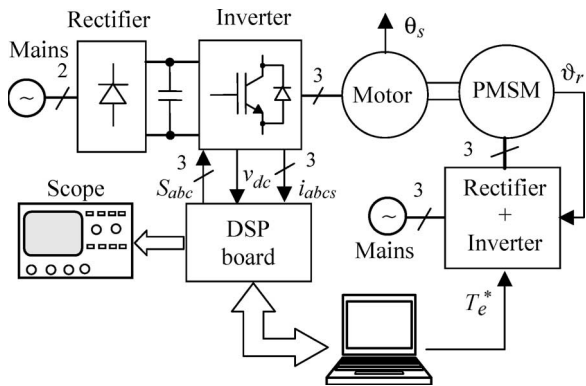 Rectifier
Inverter
θs
Mains
2
3
Motor
PMSM
ϑr
~
3
3
3
Sabc
vdc
iabcs
3
Rectifier
+
Inverter
Scope
DSP
board
~
Mains
Te*